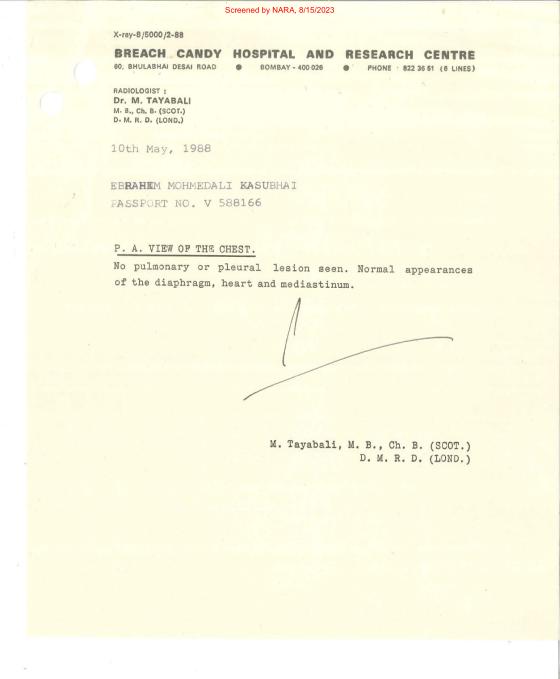 Screened by NARA, 8/15/2023
X-ray-8/5000/2-88
BREACH CANDY HOSPITAL AND RESEARCH CENTRE
60, BHULABHAI DESAI ROAD ● BOMBAY - 400 026 ● PHONE : 822 36 51 (6 LINES)
RADIOLOGIST :
Dr. M. TAYABALI
M. B., Ch. B. (SCOT.)
D. M. R. D. (LOND.)
10th May, 1988
EBRAHEM MOHMEDALI KASUBHAI
PASSPORT NO. V 588166
P. A. VIEW OF THE CHEST.
No pulmonary or pleural lesion seen. Normal appearances
of the diaphragm, heart and mediastinum.
M. Tayabali, M. B., Ch. B. (SCOT.)
D. M. R. D. (LOND.)